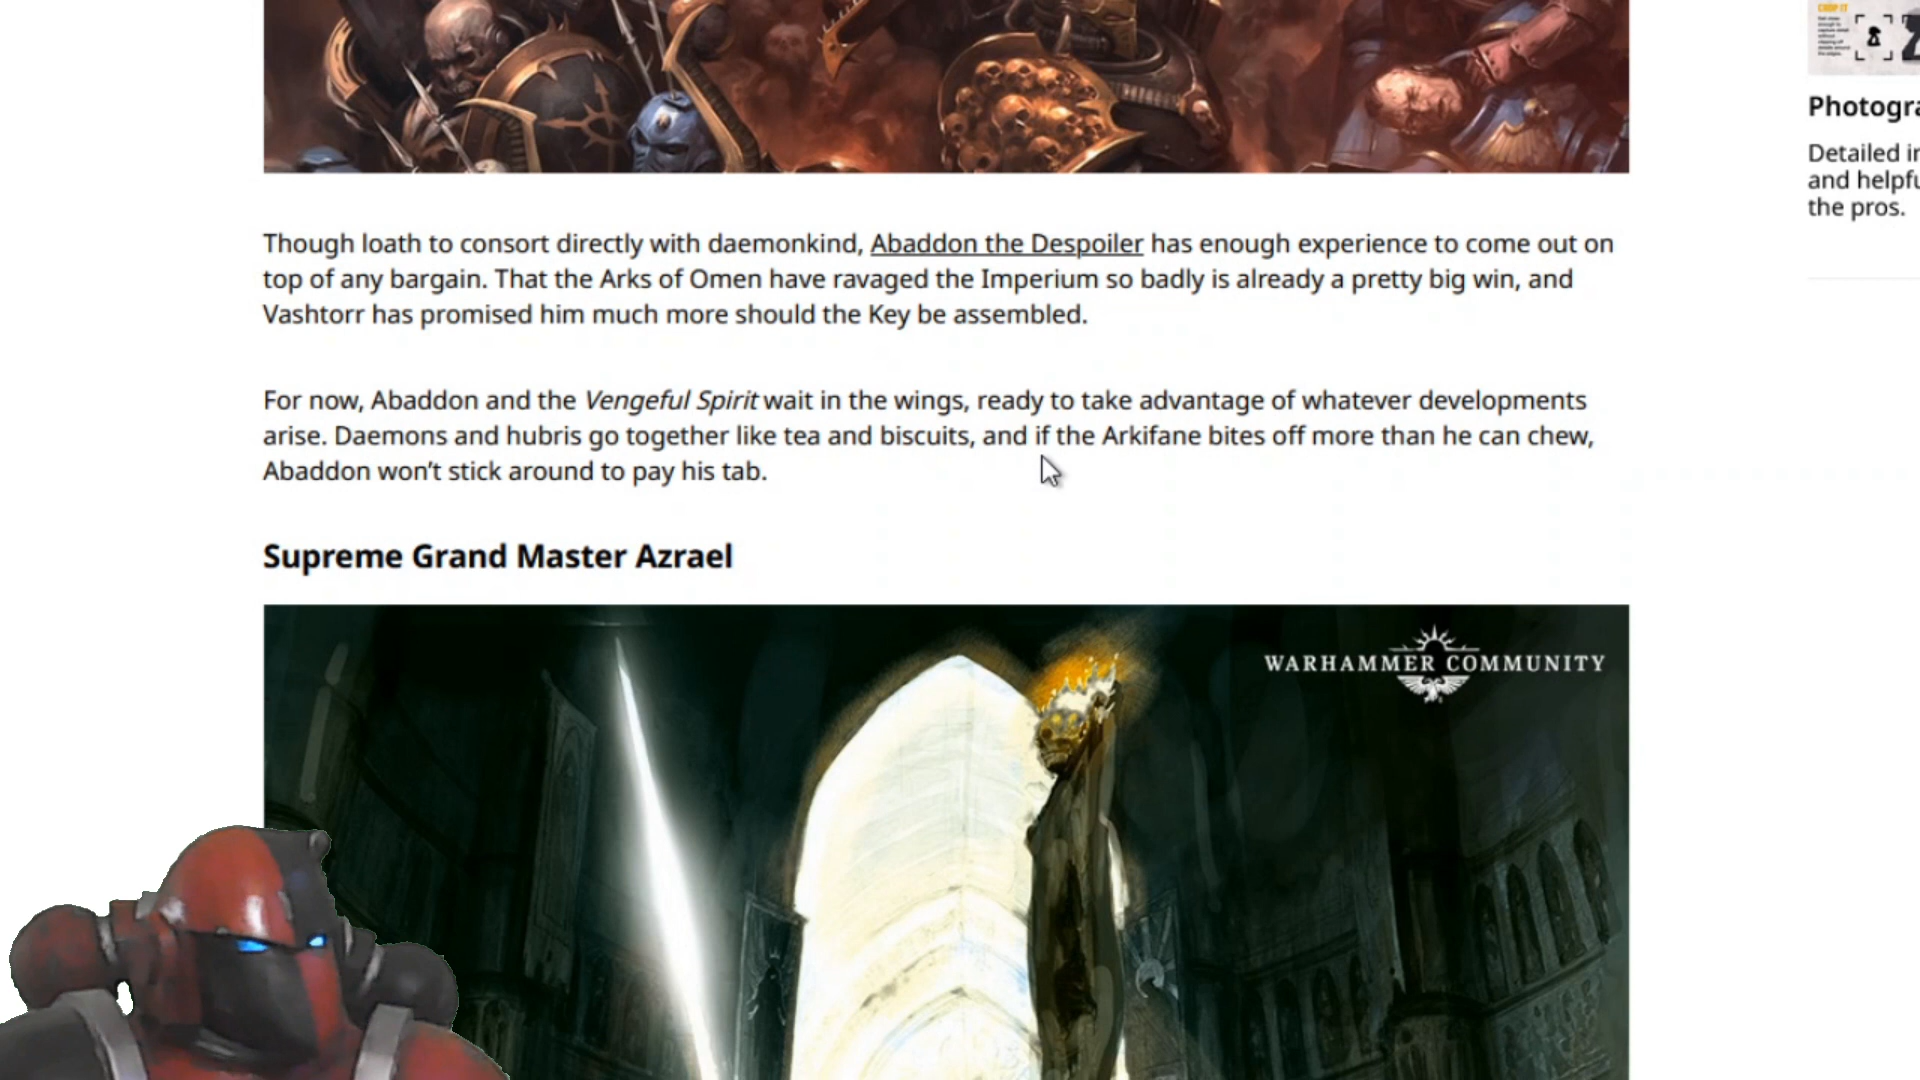 CROP IT
Photogra
Detailed in
and helpfu
the pros.
Though loath to consort directly with daemonkind, Abaddon the Despoiler has enough experience to come out on
top of any bargain. That the Arks of Omen have ravaged the Imperium so badly is already a pretty big win, and
Vashtorr has promised him much more should the Key be assembled.
For now, Abaddon and the Vengeful Spirit wait in the wings, ready to take advantage of whatever developments
arise. Daemons and hubris go together like tea and biscuits, and if the Arkifane bites off more than he can chew,
Abaddon won’t stick around to pay his tab.
Supreme Grand Master Azrael
WARHAMMER COMMUNITY